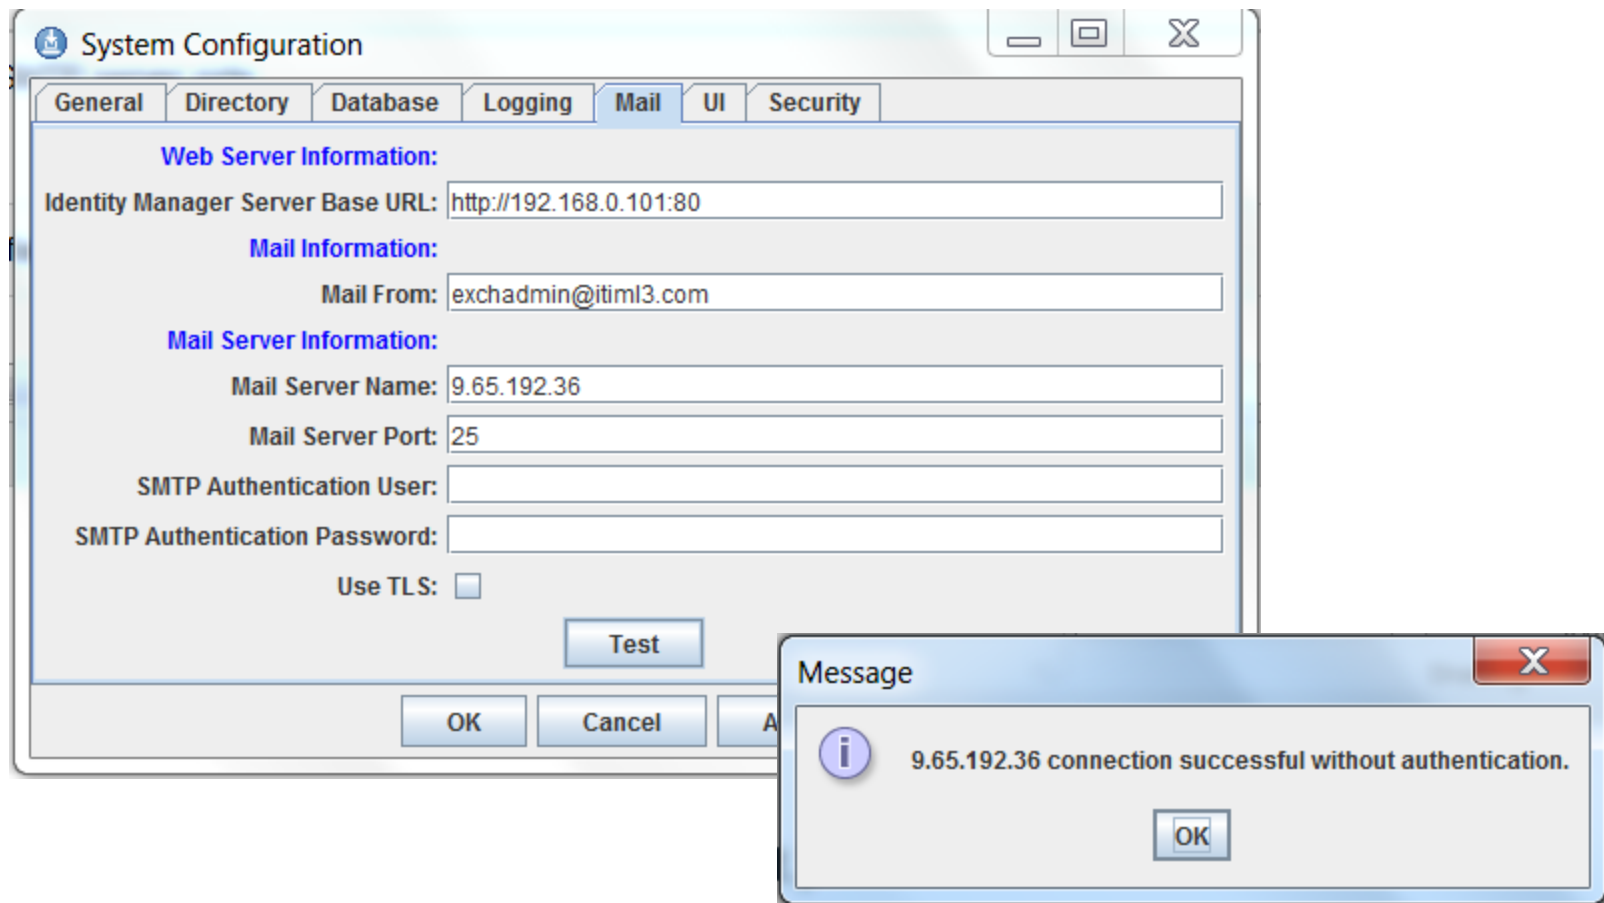 System Configuration
General Directory Database Logging Mail UI Security
Web Server Information:
Identity Manager Server Base URL: http://192.168.0.101:80
Mail Information:
Mail From: exchadmin@itiml3.com
Mail Server Information:
Mail Server Name: 9.65.192.36
Mail Server Port: 25
SMTP Authentication User:
SMTP Authentication Password:
Use TLS:
Test
OK Cancel
Message
9.65.192.36 connection successful without authentication.
OK